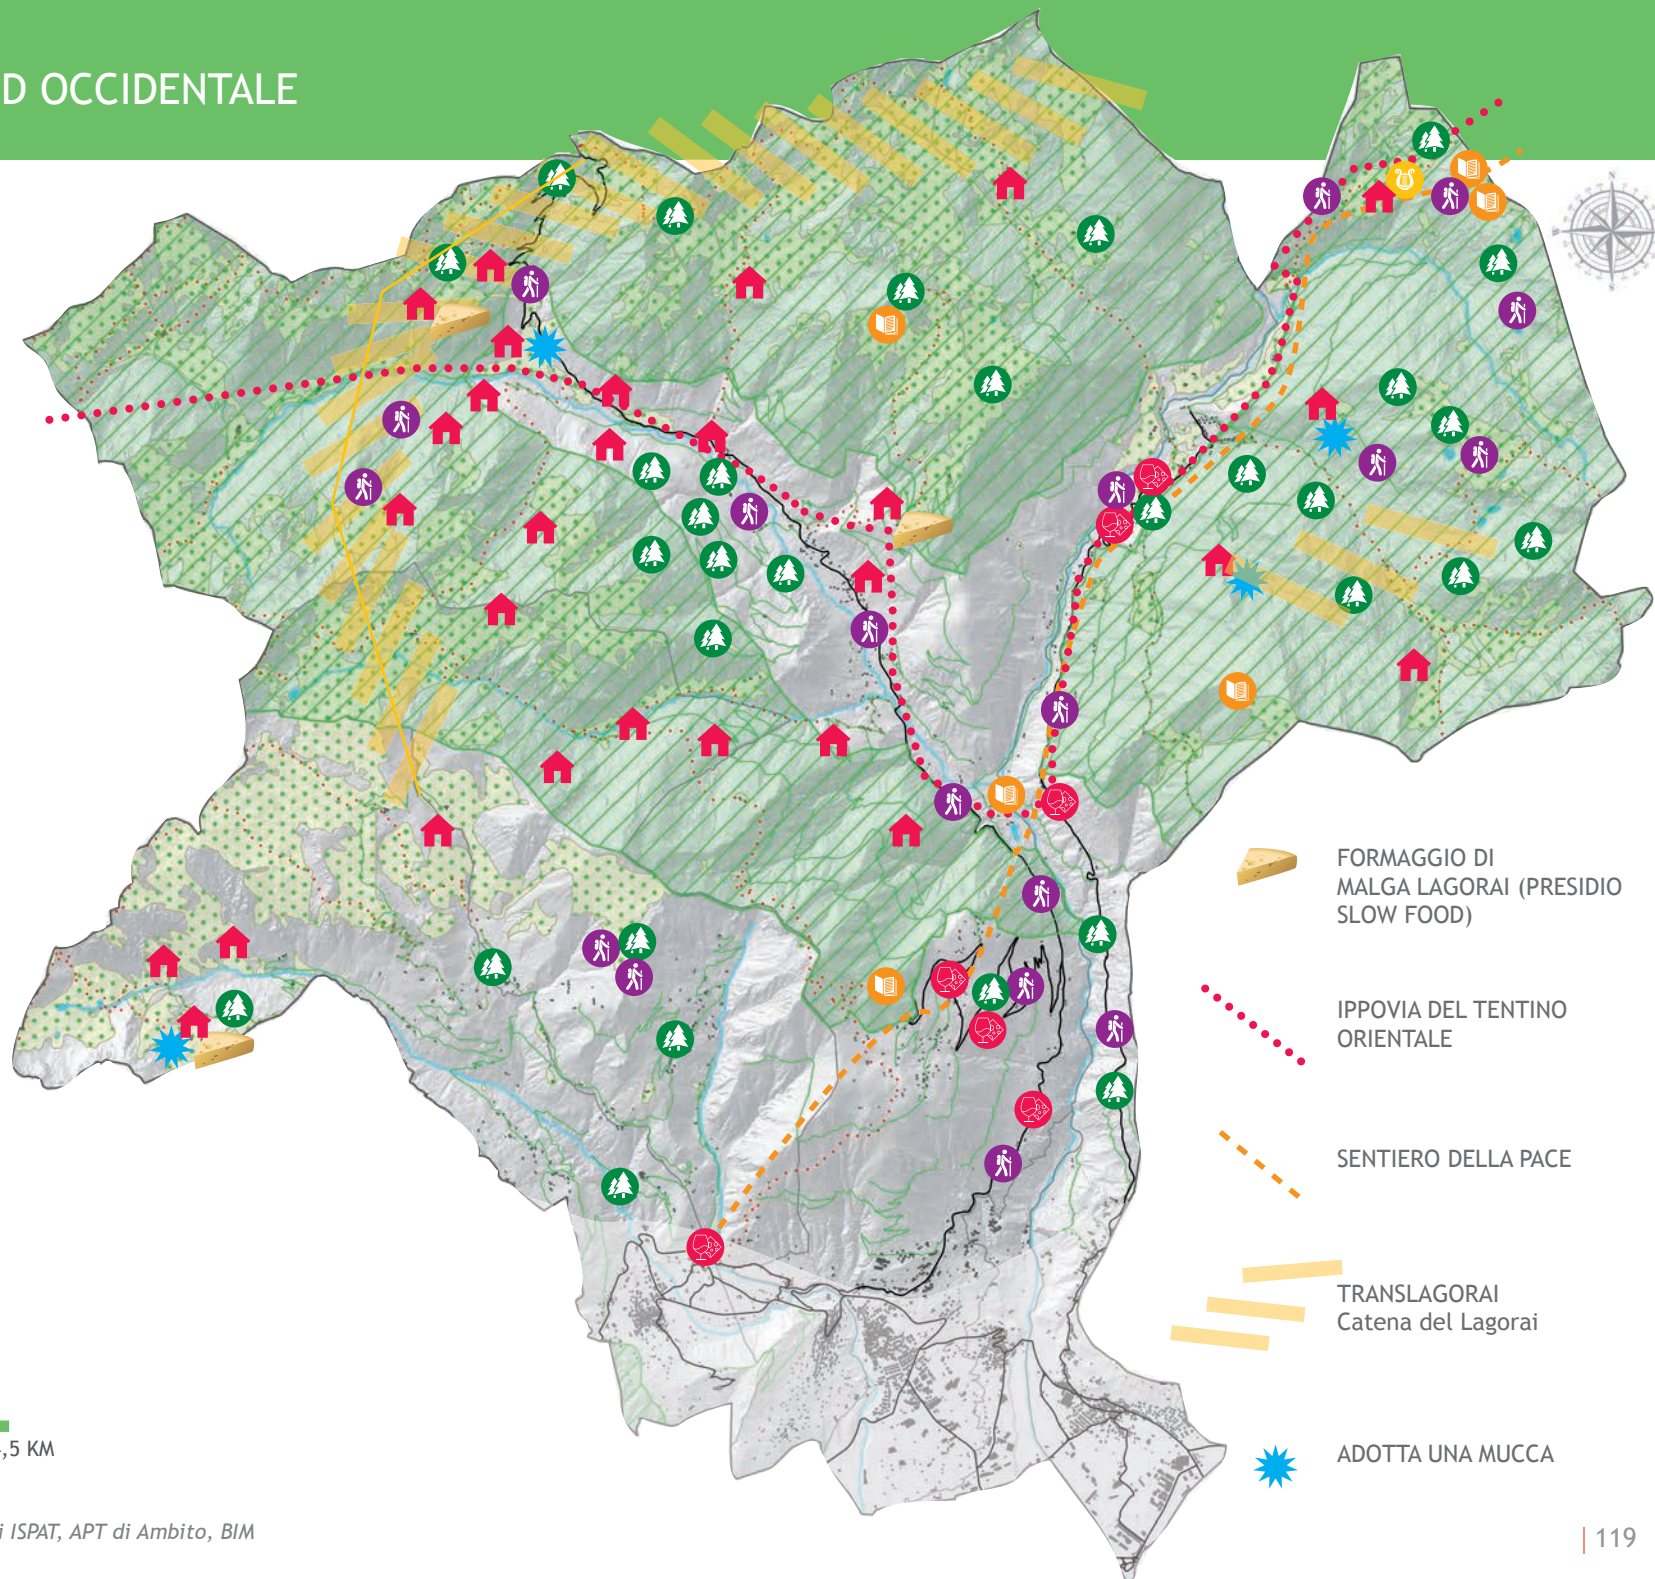 D OCCIDENTALE
FORMAGGIO DI
MALGA LAGORAI (PRESIDIO
SLOW FOOD)
IPPOVIA DEL TENTINO
ORIENTALE
SENTIERO DELLA PACE
TRANSLAGORAI
Catena del Lagorai
ADOTTA UNA MUCCA
,5 KM
i ISPAT, APT di Ambito, BIM
| 119